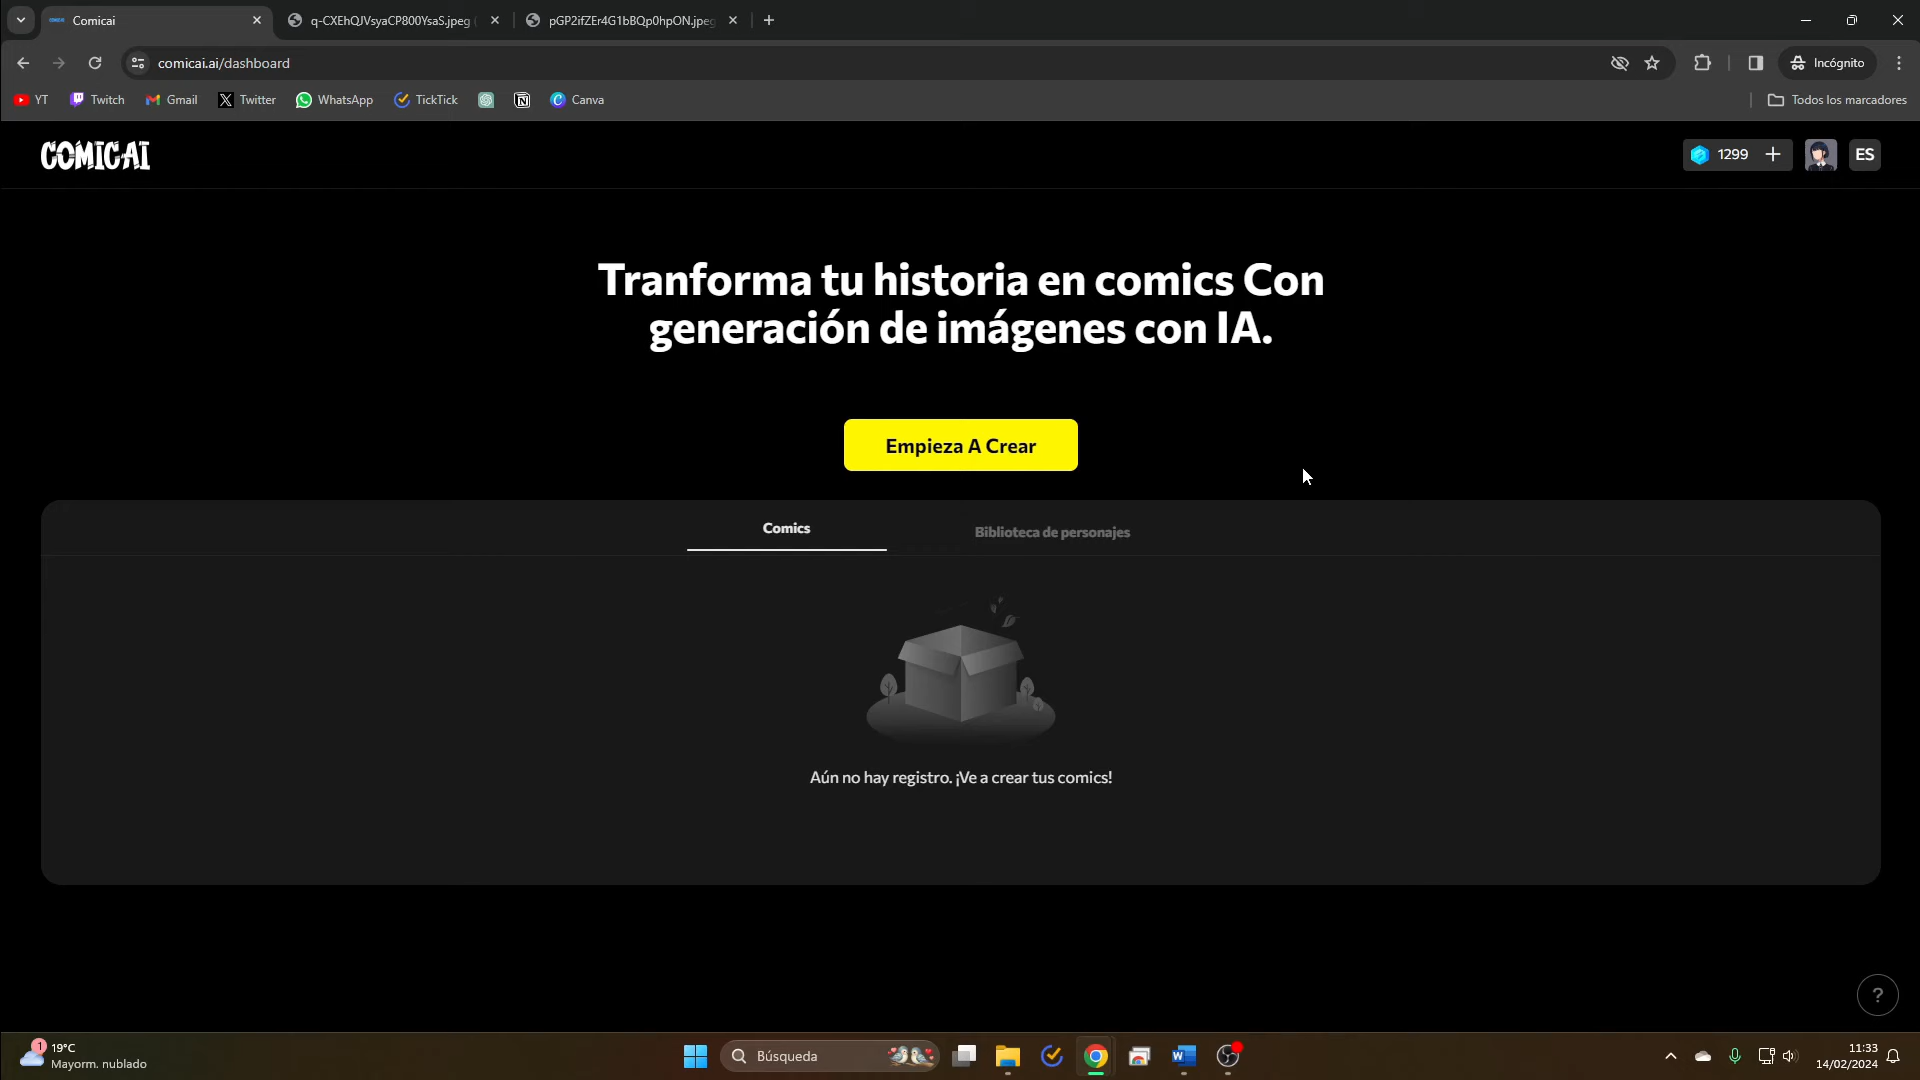 Comicai
q-CXEhQJVsyaCP800YsaS.jpeg (
pGP2ifZEr4G1bBQp0hpON.jpeg
comicai.ai/dashboard
Incógnito
YT
Twitch
Gmail
Twitter
WhatsApp
TickTick
Canva
Todos los marcadores
COMICAI
1299
ES
Tranforma tu historia en comics Con
generación de imágenes con IA.
Empieza A Crear
Comics
Biblioteca de personajes
Aún no hay registro. ¡Ve a crear tus comics!
?
1
19°C
Mayorm. nublado
Búsqueda
11:33
14/02/2024